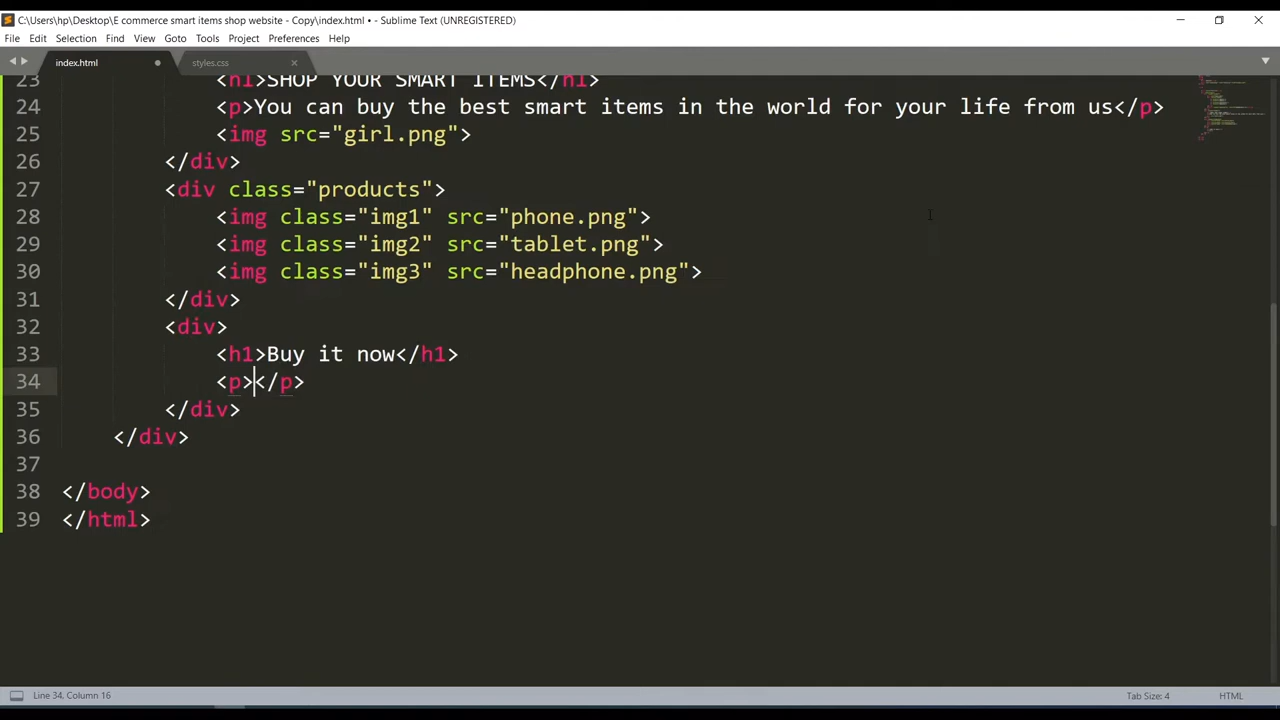 C:\Users\hp\Desktop\E commerce smart items shop website - Copy\index.html • - Sublime Text (UNREGISTERED)
File Edit Selection Find View Goto Tools Project Preferences Help
index.html styles.css
23 <h1>SHOP YOUR SMART ITEMS</h1>
24 <p>You can buy the best smart items in the world for your life from us</p>
25 <img src="girl.png">
26 </div>
27 <div class="products">
28 <img class="img1" src="phone.png">
29 <img class="img2" src="tablet.png">
30 <img class="img3" src="headphone.png">
31 </div>
32 <div>
33 <h1>Buy it now</h1>
34 <p></p>
35 </div>
36 </div>
37
38 </body>
39 </html>
Line 34, Column 16 Tab Size: 4 HTML